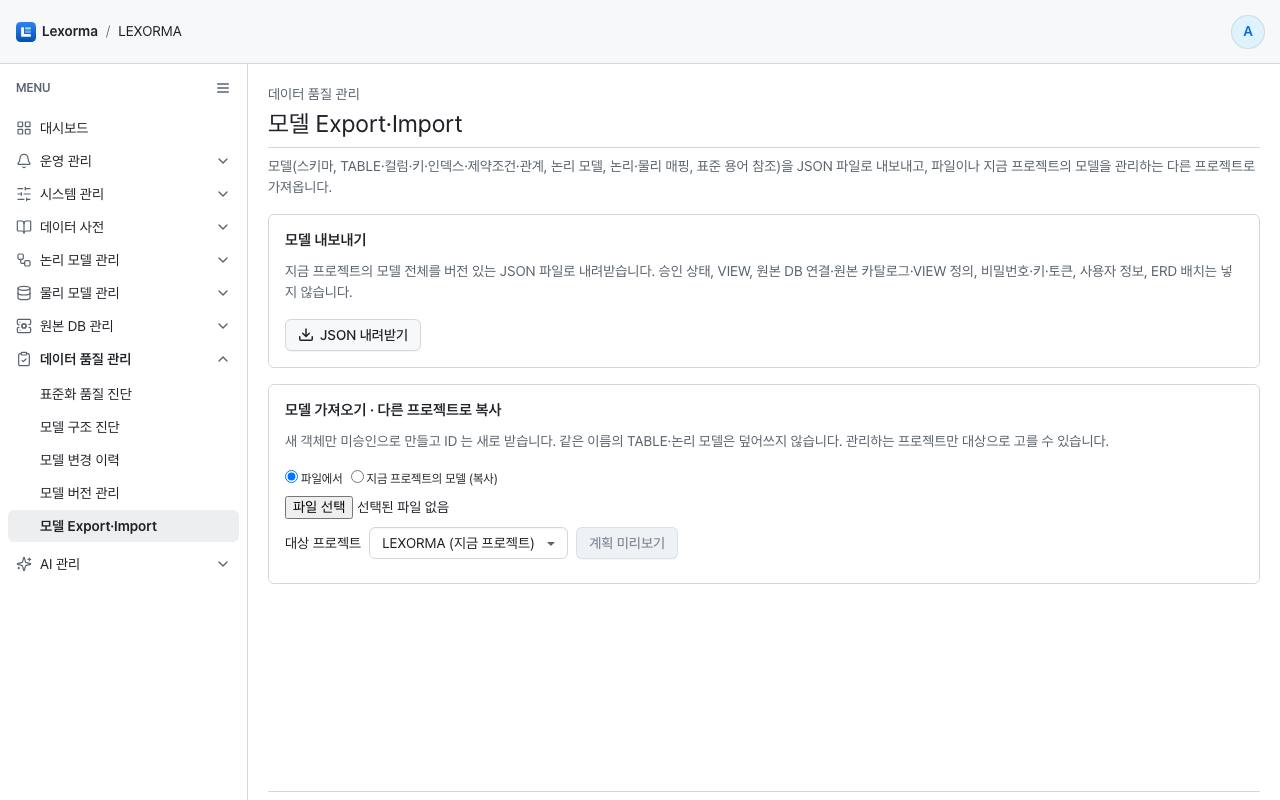 Lexorma / LEXORMA
A
MENU
대시보드
운영 관리
시스템 관리
데이터 사전
논리 모델 관리
물리 모델 관리
원본 DB 관리
데이터 품질 관리
표준화 품질 진단
모델 구조 진단
모델 변경 이력
모델 버전 관리
모델 Export·Import
AI 관리
데이터 품질 관리
모델 Export·Import
모델(스키마, TABLE·컬럼·키·인덱스·제약조건·관계, 논리 모델, 논리·물리 매핑, 표준 용어 참조)을 JSON 파일로 내보내고, 파일이나 지금 프로젝트의 모델을 관리하는 다른 프로젝트로
가져옵니다.
모델 내보내기
지금 프로젝트의 모델 전체를 버전 있는 JSON 파일로 내려받습니다. 승인 상태, VIEW, 원본 DB 연결·원본 카탈로그·VIEW 정의, 비밀번호·키·토큰, 사용자 정보, ERD 배치는 넣
지 않습니다.
JSON 내려받기
모델 가져오기 · 다른 프로젝트로 복사
새 객체만 미승인으로 만들고 ID 는 새로 받습니다. 같은 이름의 TABLE·논리 모델은 덮어쓰지 않습니다. 관리하는 프로젝트만 대상으로 고를 수 있습니다.
파일에서 지금 프로젝트의 모델 (복사)
파일 선택 선택된 파일 없음
대상 프로젝트 LEXORMA (지금 프로젝트) 계획 미리보기